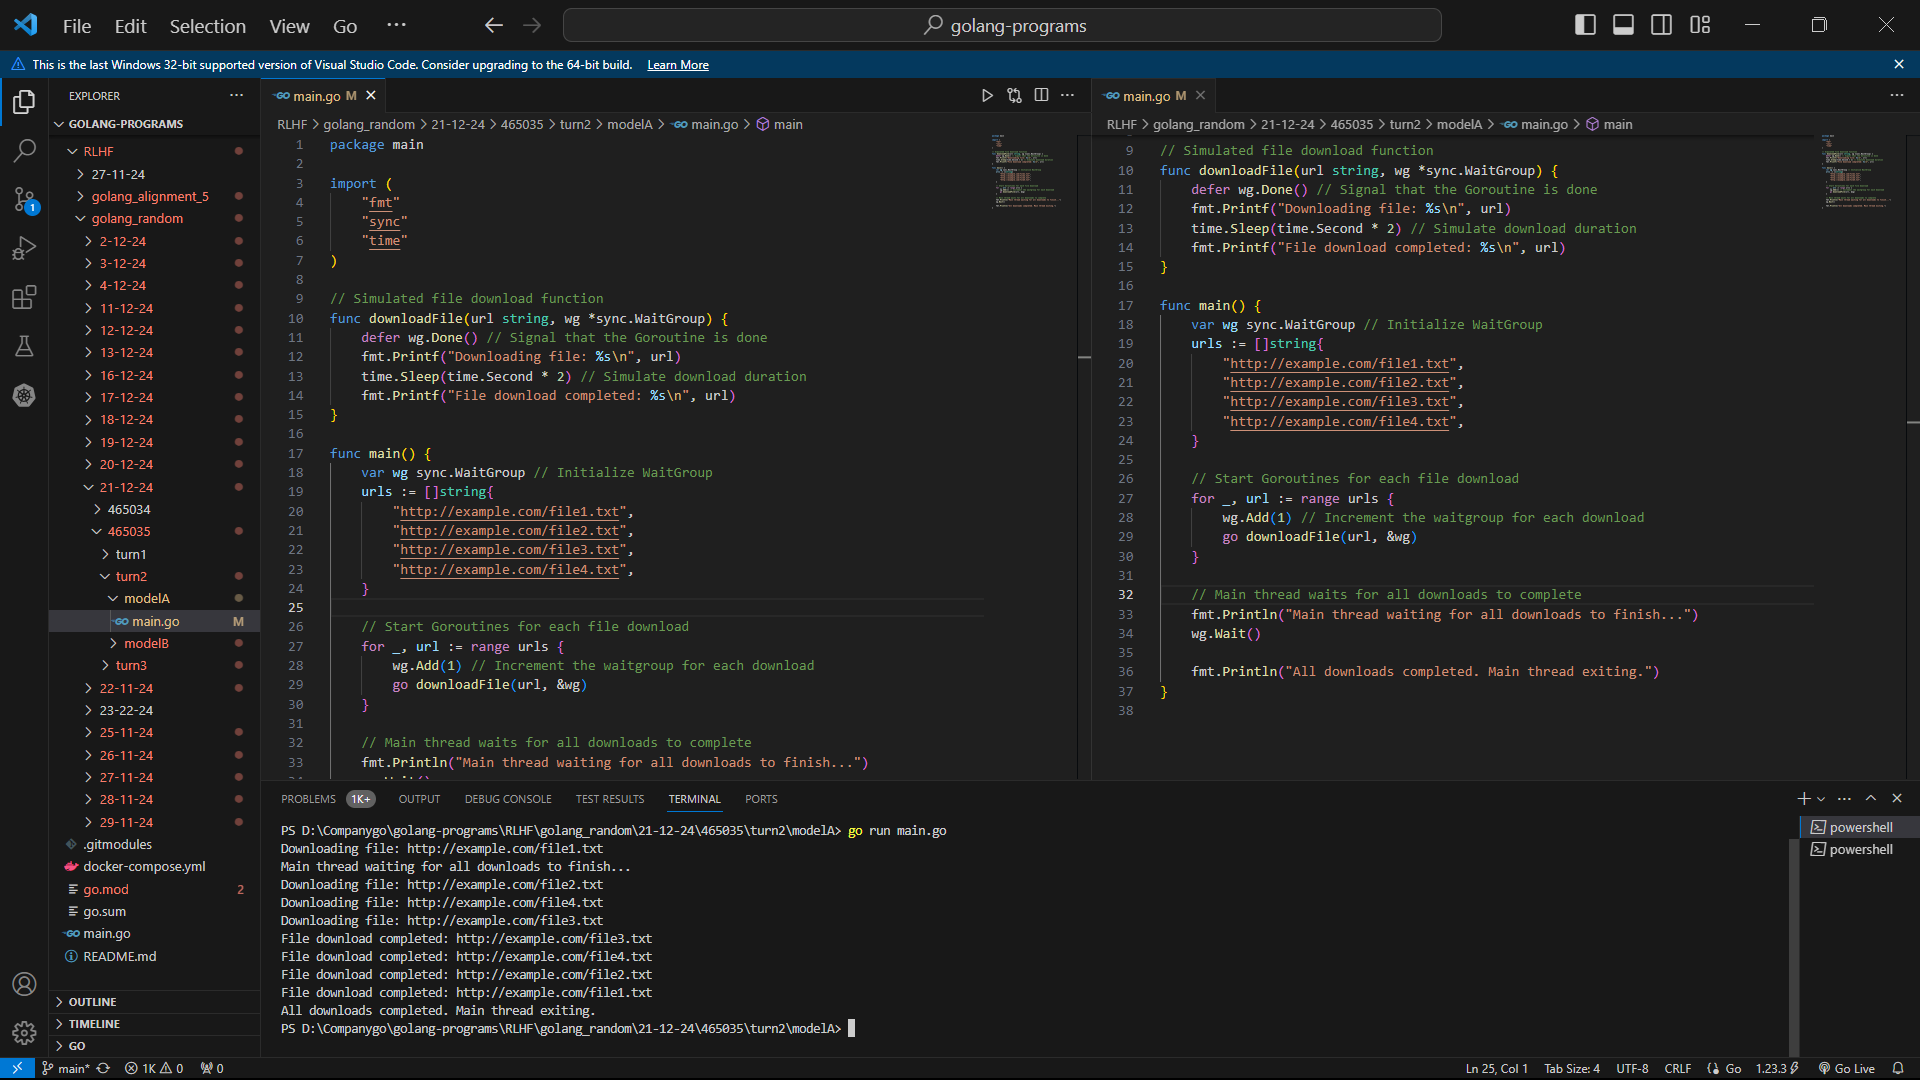 File Edit Selection View Go ···
golang-programs
This is the last Windows 32-bit supported version of Visual Studio Code. Consider upgrading to the 64-bit build. Learn More
EXPLORER
GOLANG-PROGRAMS
RLHF
27-11-24
golang_alignment_5
golang_random
2-12-24
3-12-24
4-12-24
11-12-24
12-12-24
13-12-24
16-12-24
17-12-24
18-12-24
19-12-24
20-12-24
21-12-24
465034
465035
turn1
turn2
modelA
main.go M
modelB
turn3
22-11-24
23-22-24
25-11-24
26-11-24
27-11-24
28-11-24
29-11-24
.gitmodules
docker-compose.yml
go.mod 2
go.sum
main.go
README.md
OUTLINE
TIMELINE
GO
main.go M
RLHF > golang_random > 21-12-24 > 465035 > turn2 > modelA > main.go > main
1 package main
2
3 import (
4 "fmt"
5 "sync"
6 "time"
7 )
8
9 // Simulated file download function
10 func downloadFile(url string, wg *sync.WaitGroup) {
11 defer wg.Done() // Signal that the Goroutine is done
12 fmt.Printf("Downloading file: %s\n", url)
13 time.Sleep(time.Second * 2) // Simulate download duration
14 fmt.Printf("File download completed: %s\n", url)
15 }
16
17 func main() {
18 var wg sync.WaitGroup // Initialize WaitGroup
19 urls := []string{
20 "http://example.com/file1.txt",
21 "http://example.com/file2.txt",
22 "http://example.com/file3.txt",
23 "http://example.com/file4.txt",
24 }
25
26 // Start Goroutines for each file download
27 for _, url := range urls {
28 wg.Add(1) // Increment the waitgroup for each download
29 go downloadFile(url, &wg)
30 }
31
32 // Main thread waits for all downloads to complete
33 fmt.Println("Main thread waiting for all downloads to finish...")
main.go M
RLHF > golang_random > 21-12-24 > 465035 > turn2 > modelA > main.go > main
9 // Simulated file download function
10 func downloadFile(url string, wg *sync.WaitGroup) {
11 defer wg.Done() // Signal that the Goroutine is done
12 fmt.Printf("Downloading file: %s\n", url)
13 time.Sleep(time.Second * 2) // Simulate download duration
14 fmt.Printf("File download completed: %s\n", url)
15 }
16
17 func main() {
18 var wg sync.WaitGroup // Initialize WaitGroup
19 urls := []string{
20 "http://example.com/file1.txt",
21 "http://example.com/file2.txt",
22 "http://example.com/file3.txt",
23 "http://example.com/file4.txt",
24 }
25
26 // Start Goroutines for each file download
27 for _, url := range urls {
28 wg.Add(1) // Increment the waitgroup for each download
29 go downloadFile(url, &wg)
30 }
31
32 // Main thread waits for all downloads to complete
33 fmt.Println("Main thread waiting for all downloads to finish...")
34 wg.Wait()
35
36 fmt.Println("All downloads completed. Main thread exiting.")
37 }
38
PROBLEMS 1K+ OUTPUT DEBUG CONSOLE TEST RESULTS TERMINAL PORTS
PS D:\Companygo\golang-programs\RLHF\golang_random\21-12-24\465035\turn2\modelA> go run main.go
Downloading file: http://example.com/file1.txt
Main thread waiting for all downloads to finish...
Downloading file: http://example.com/file2.txt
Downloading file: http://example.com/file4.txt
Downloading file: http://example.com/file3.txt
File download completed: http://example.com/file3.txt
File download completed: http://example.com/file4.txt
File download completed: http://example.com/file2.txt
File download completed: http://example.com/file1.txt
All downloads completed. Main thread exiting.
PS D:\Companygo\golang-programs\RLHF\golang_random\21-12-24\465035\turn2\modelA>
powershell
powershell
1
main* 1K 0 0 Ln 25, Col 1 Tab Size: 4 UTF-8 CRLF Go 1.23.3 Go Live